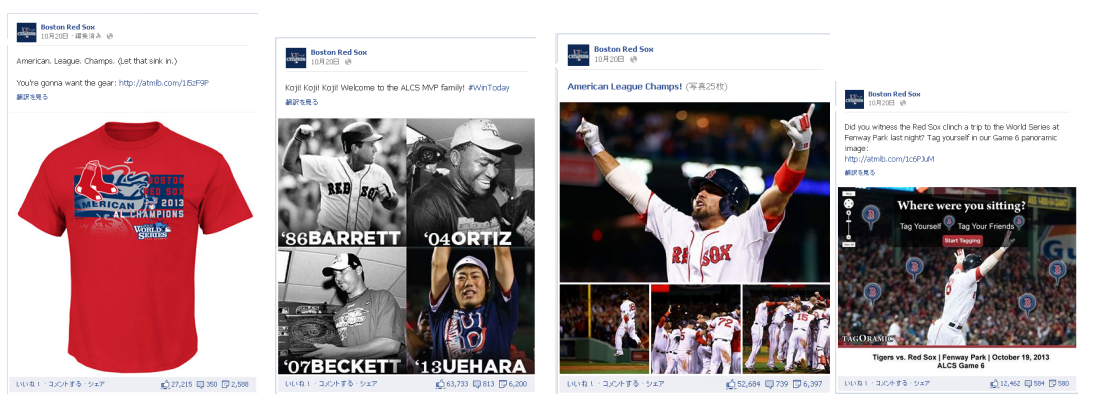 Boston Red Sox
10月20日 · 編集済み
American. League. Champs. (Let that sink in.)
You're gonna want the gear: http://atmlb.com/1i5zF9P
翻訳を見る
BOSTON
RED SOX
2013
AMERICAN
AL CHAMPIONS
WORLD
SERIES
いいね！ · コメントする · シェア
27,215 350 2,588
Boston Red Sox
10月20日
Koji! Koji! Koji! Welcome to the ALCS MVP family! #WinToday
翻訳を見る
'86BARRETT
'04ORTIZ
'07BECKETT
'13UEHARA
いいね！ · コメントする · シェア
63,733 813 6,200
Boston Red Sox
10月20日
American League Champs! (写真25枚)
RED SOX
72
15
いいね！ · コメントする · シェア
52,684 739 6,397
Boston Red Sox
10月20日
Did you witness the Red Sox clinch a trip to the World Series at
Fenway Park last night? Tag yourself in our Game 6 panoramic
image:
http://atmlb.com/1c6PJuM
翻訳を見る
Where were you sitting?
Tag Yourself Tag Your Friends
Start Tagging
TAGORAMIC
Tigers vs. Red Sox | Fenway Park | October 19, 2013
ALCS Game 6
いいね！ · コメントする · シェア
12,462 584 580